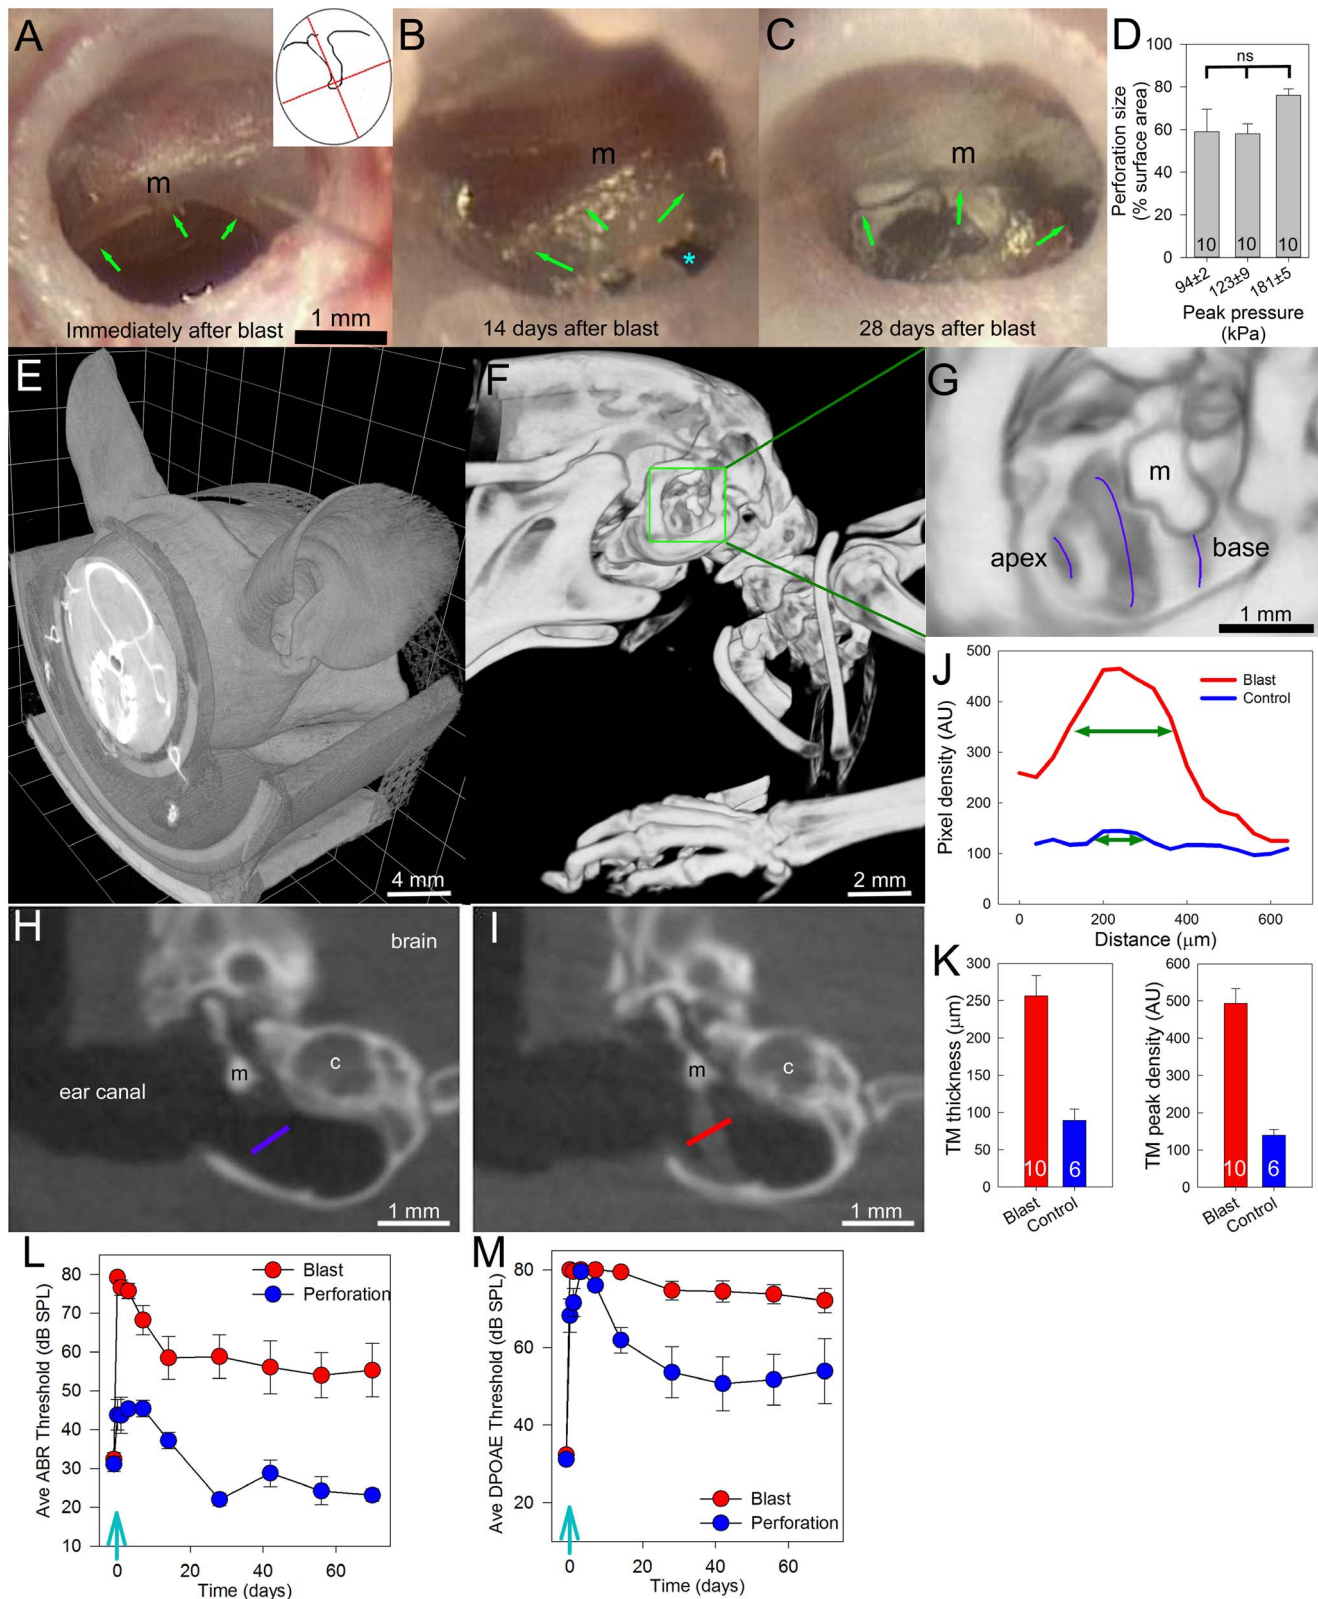 A
m
Immediately after blast
1 mm
B
m
*
14 days after blast
C
m
28 days after blast
D
Perforation size
(% surface area)
100
80
60
40
20
0
ns
10
10
10
94±2
123±9
181±5
Peak pressure
(kPa)
E
4 mm
F
2 mm
G
m
apex
base
1 mm
H
brain
ear canal
m
c
1 mm
I
m
c
1 mm
J
Pixel density (AU)
500
400
300
200
100
0
Blast
Control
0
200
400
600
Distance (μm)
K
TM thickness (μm)
300
250
200
150
100
50
0
10
6
Blast
Control
TM peak density (AU)
600
500
400
300
200
100
0
10
6
Blast
Control
L
Ave ABR Threshold (dB SPL)
80
70
60
50
40
30
20
10
Blast
Perforation
0
20
40
60
Time (days)
M
Ave DPOAE Threshold (dB SPL)
80
60
40
20
Blast
Perforation
0
20
40
60
Time (days)